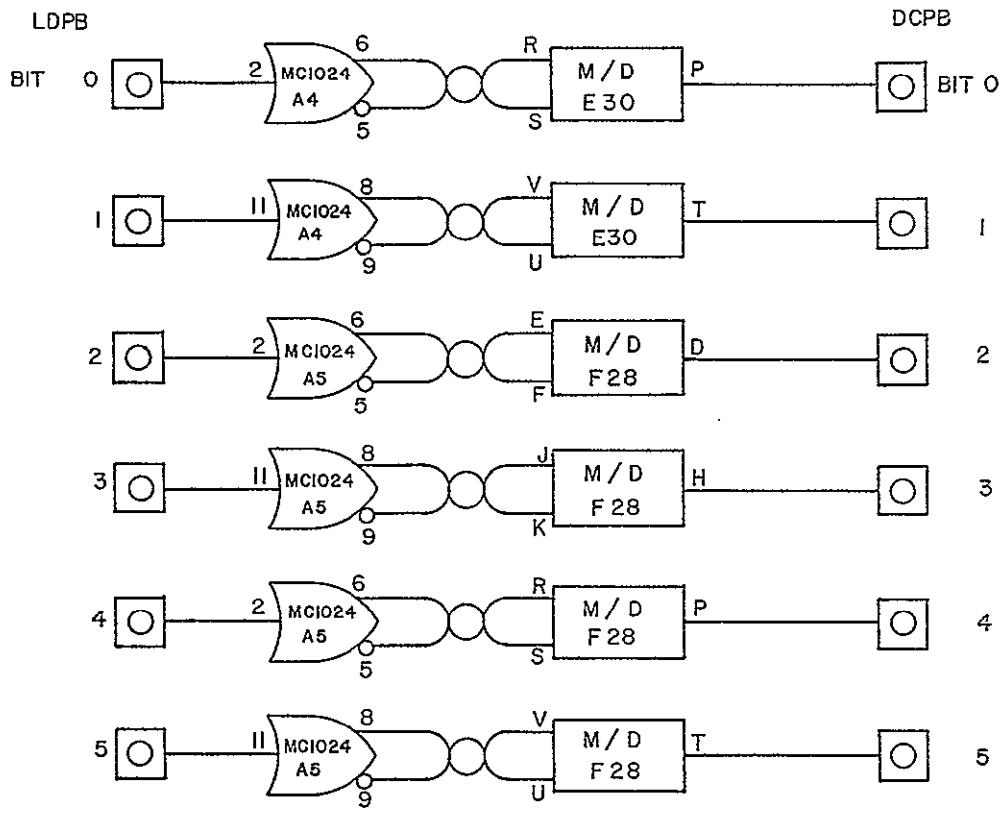 LDPB DCPB
6 R
BIT 0 2 MC1024 M/D P BIT 0
A4 E30
5 S
8 V
1 11 MC1024 M/D T 1
A4 E30
9 U
6 E
2 2 MC1024 M/D D 2
A5 F28
5 F
8 J
3 11 MC1024 M/D H 3
A5 F28
9 K
6 R
4 2 MC1024 M/D P 4
A5 F28
5 S
8 V
5 11 MC1024 M/D T 5
A5 F28
9 U